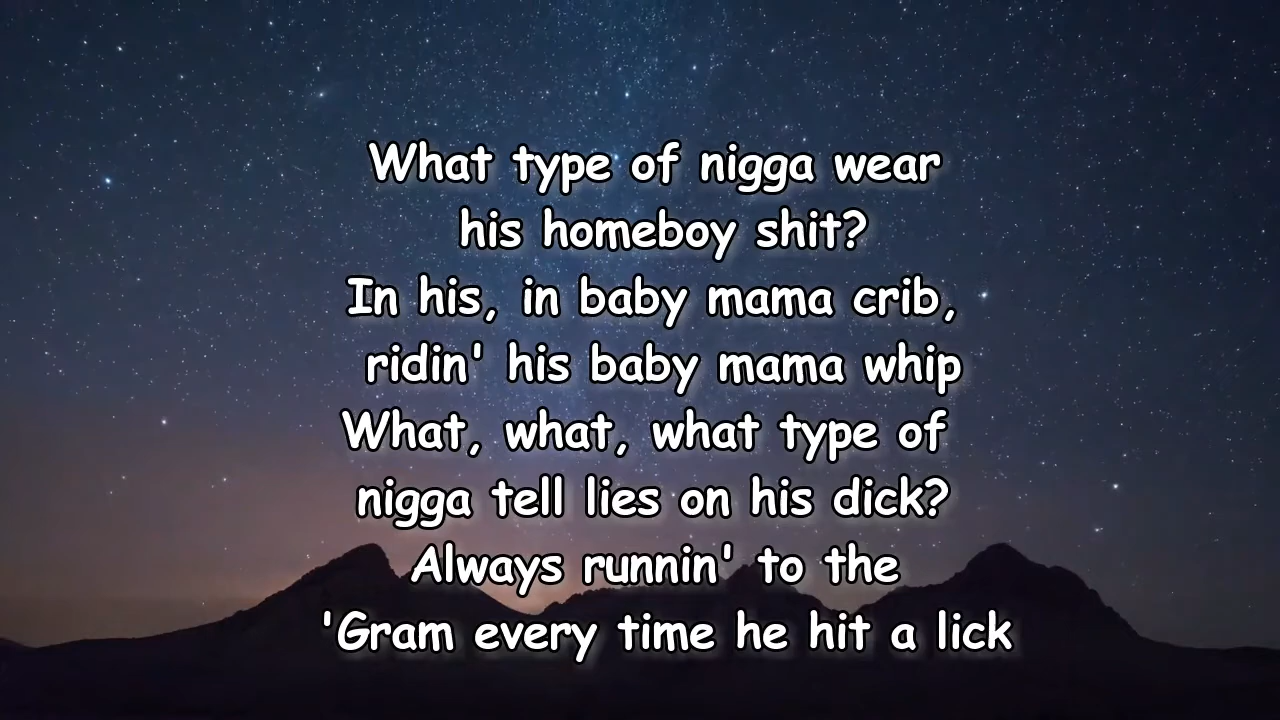 What type of nigga wear
his homeboy shit?
In his, in baby mama crib,
ridin' his baby mama whip
What, what, what type of
nigga tell lies on his dick?
Always runnin' to the
'Gram every time he hit a lick